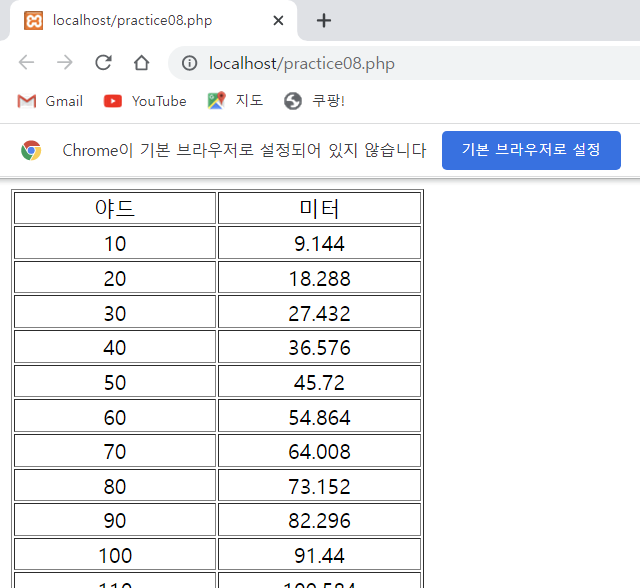 localhost/practice08.php
localhost/practice08.php
Gmail YouTube 지도 쿠팡!
Chrome이 기본 브라우저로 설정되어 있지 않습니다 기본 브라우저로 설정
야드 미터
10 9.144
20 18.288
30 27.432
40 36.576
50 45.72
60 54.864
70 64.008
80 73.152
90 82.296
100 91.44
110 100.584